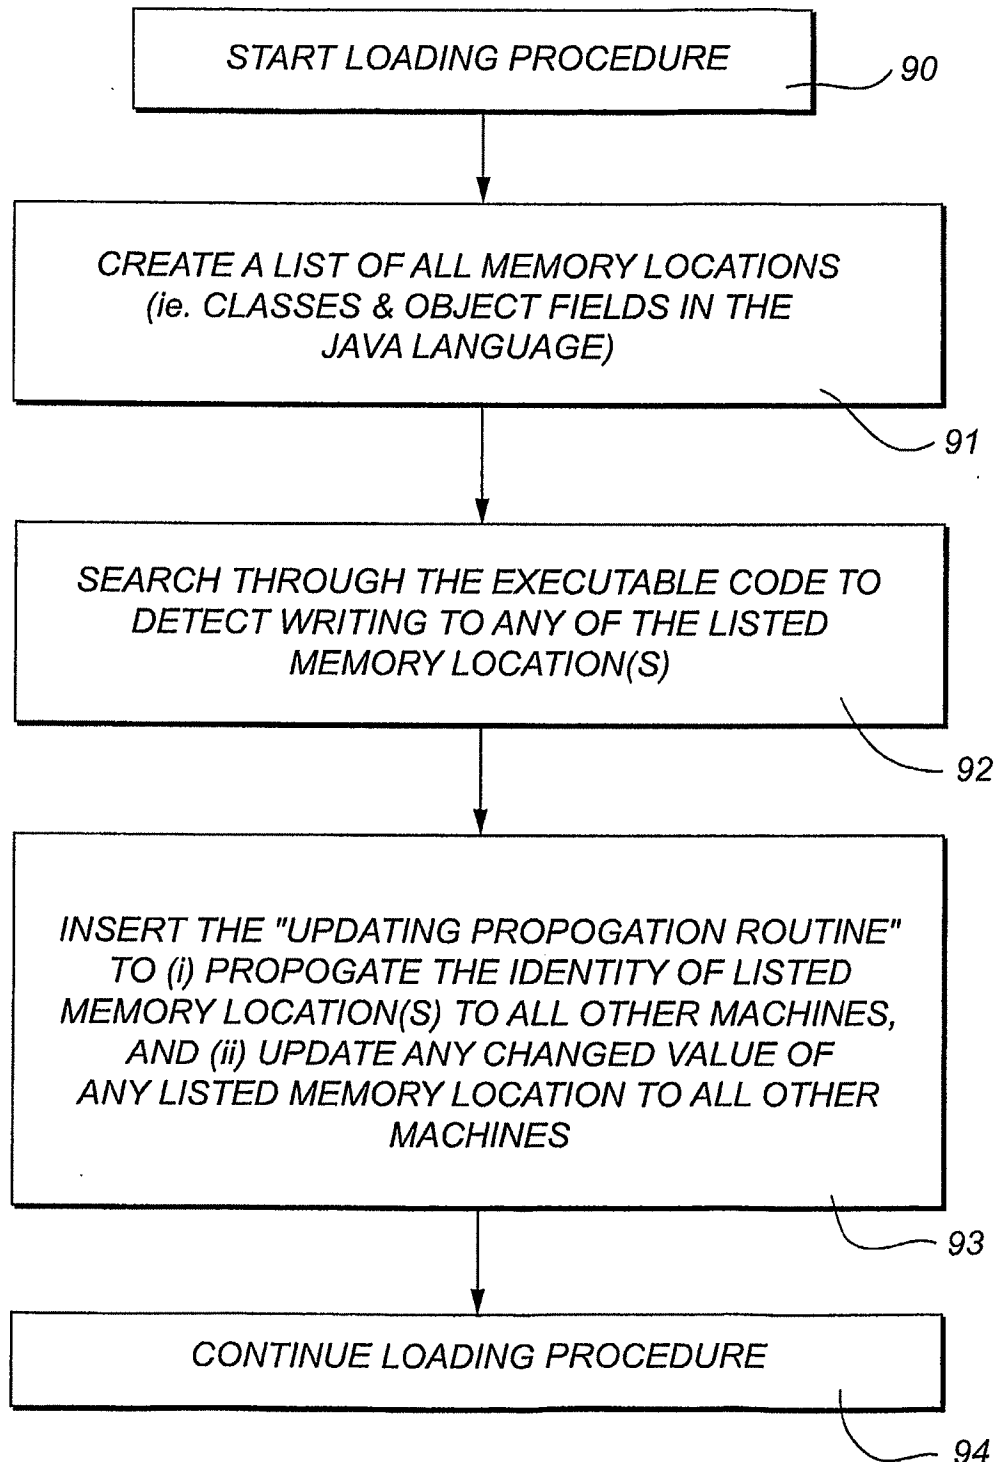 START LOADING PROCEDURE
90
CREATE A LIST OF ALL MEMORY LOCATIONS
(ie. CLASSES & OBJECT FIELDS IN THE
JAVA LANGUAGE)
91
SEARCH THROUGH THE EXECUTABLE CODE TO
DETECT WRITING TO ANY OF THE LISTED
MEMORY LOCATION(S)
92
INSERT THE "UPDATING PROPOGATION ROUTINE"
TO (i) PROPOGATE THE IDENTITY OF LISTED
MEMORY LOCATION(S) TO ALL OTHER MACHINES,
AND (ii) UPDATE ANY CHANGED VALUE OF
ANY LISTED MEMORY LOCATION TO ALL OTHER
MACHINES
93
CONTINUE LOADING PROCEDURE
94